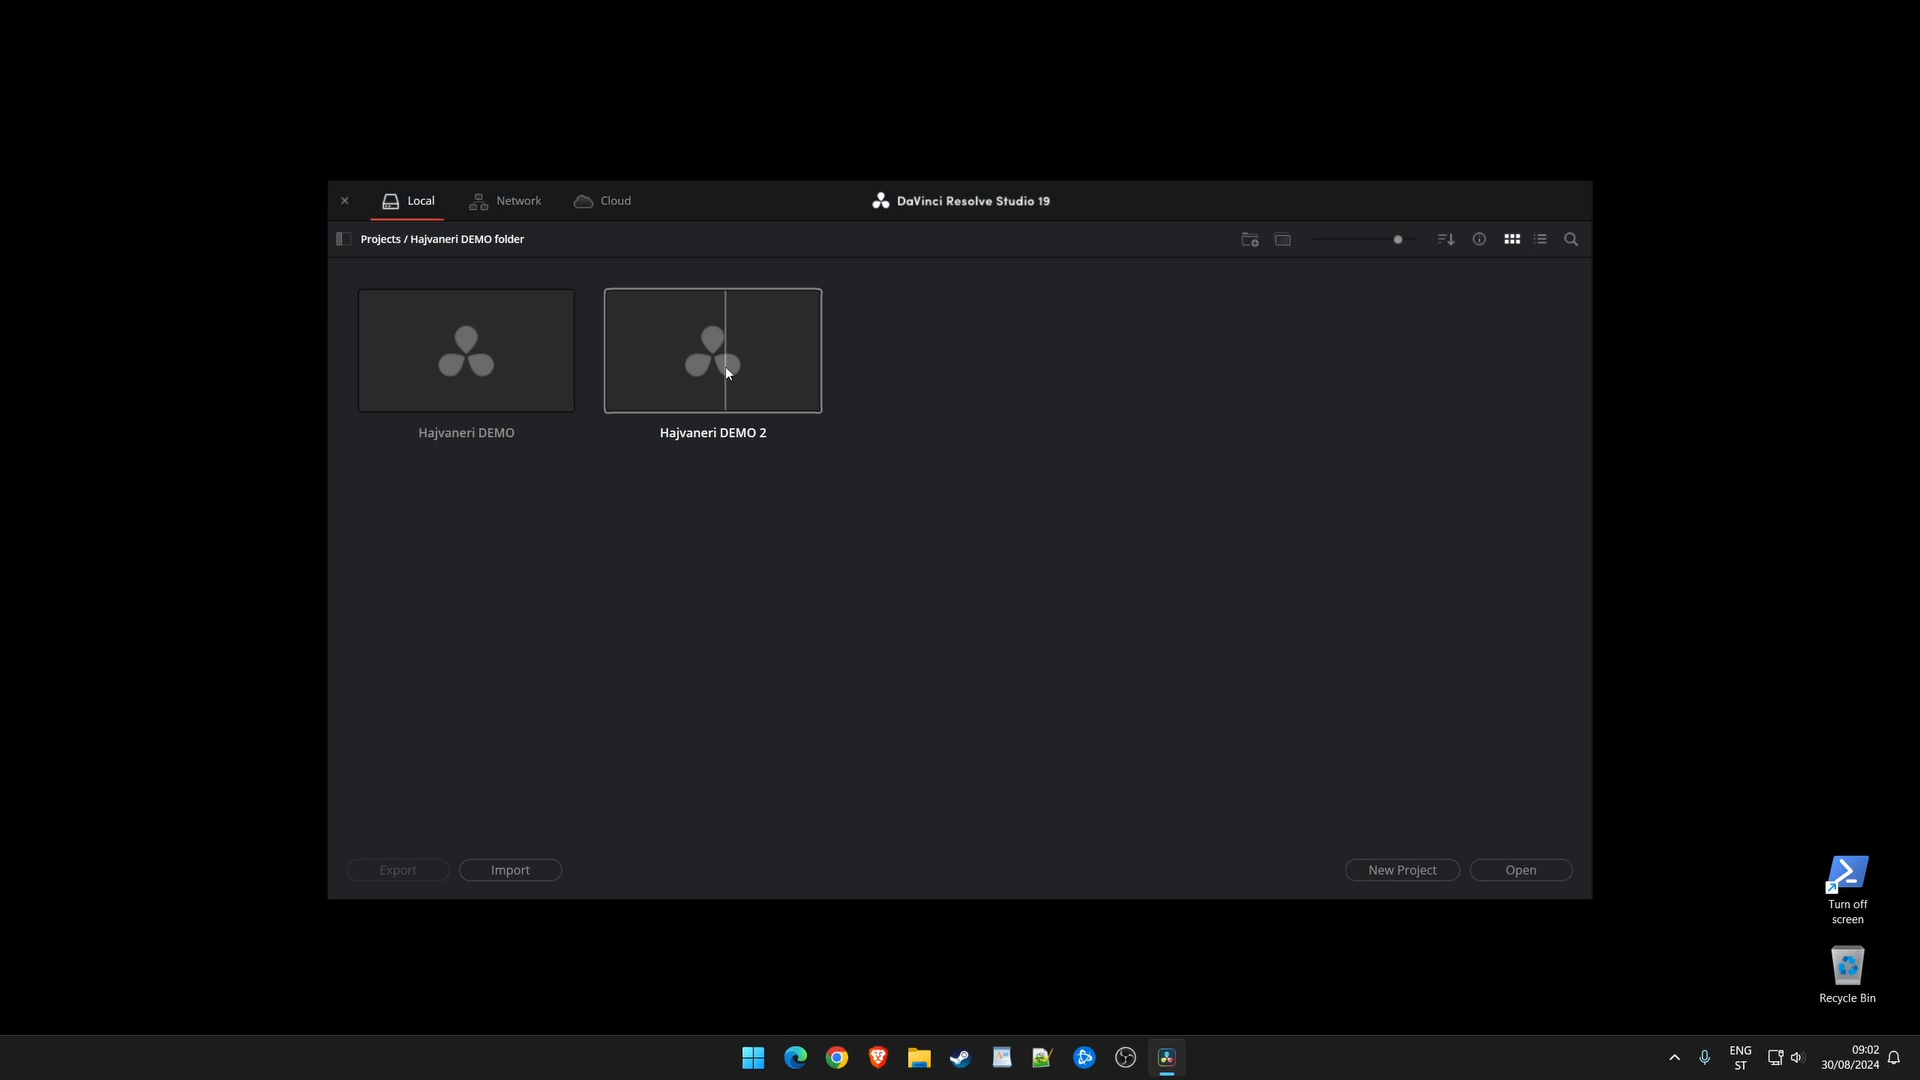 Local
Network
Cloud
DaVinci Resolve Studio 19
Projects / Hajvaneri DEMO folder
Hajvaneri DEMO
Hajvaneri DEMO 2
Export
Import
New Project
Open
Turn off
screen
Recycle Bin
ENG
ST
09:02
30/08/2024